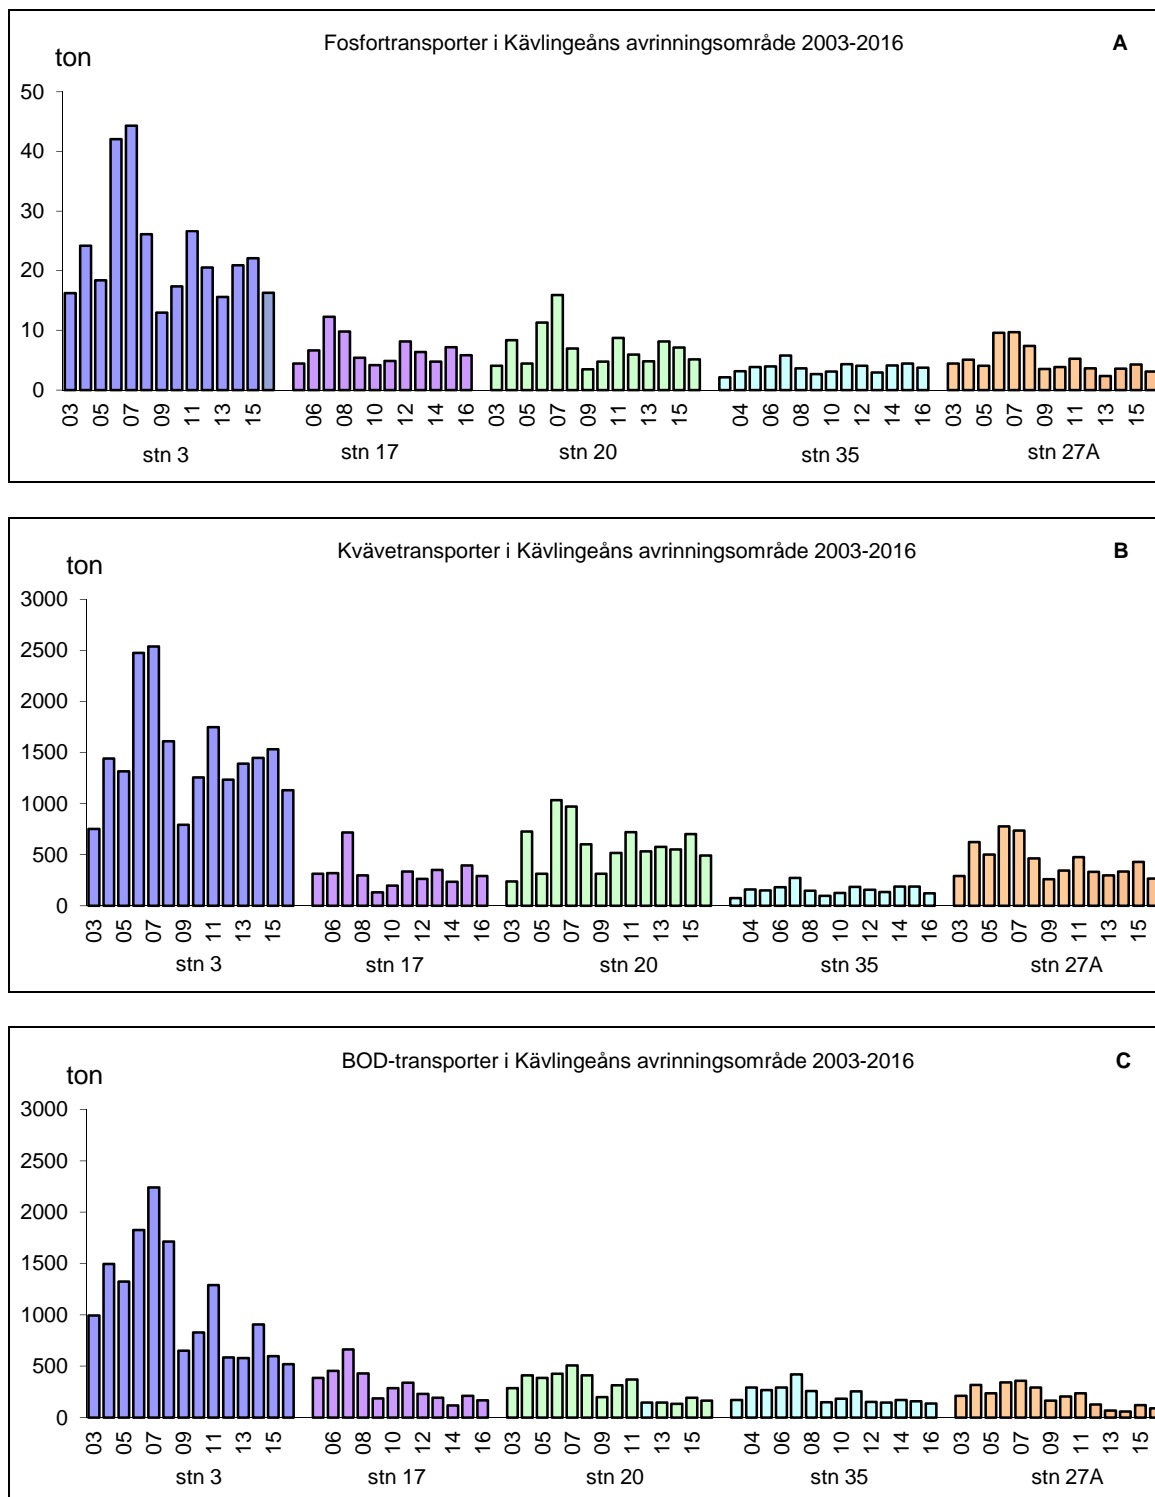 Fosfortransporter i Kävlingeåns avrinningsområde 2003-2016 A
ton
50
40
30
20
10
0
03 05 07 09 11 13 15 06 08 10 12 14 16 03 05 07 09 11 13 15 04 06 08 10 12 14 16 03 05 07 09 11 13 15
stn 3 stn 17 stn 20 stn 35 stn 27A
Kvävetransporter i Kävlingeåns avrinningsområde 2003-2016 B
ton
3000
2500
2000
1500
1000
500
0
03 05 07 09 11 13 15 06 08 10 12 14 16 03 05 07 09 11 13 15 04 06 08 10 12 14 16 03 05 07 09 11 13 15
stn 3 stn 17 stn 20 stn 35 stn 27A
BOD-transporter i Kävlingeåns avrinningsområde 2003-2016 C
ton
3000
2500
2000
1500
1000
500
0
03 05 07 09 11 13 15 06 08 10 12 14 16 03 05 07 09 11 13 15 04 06 08 10 12 14 16 03 05 07 09 11 13 15
stn 3 stn 17 stn 20 stn 35 stn 27A